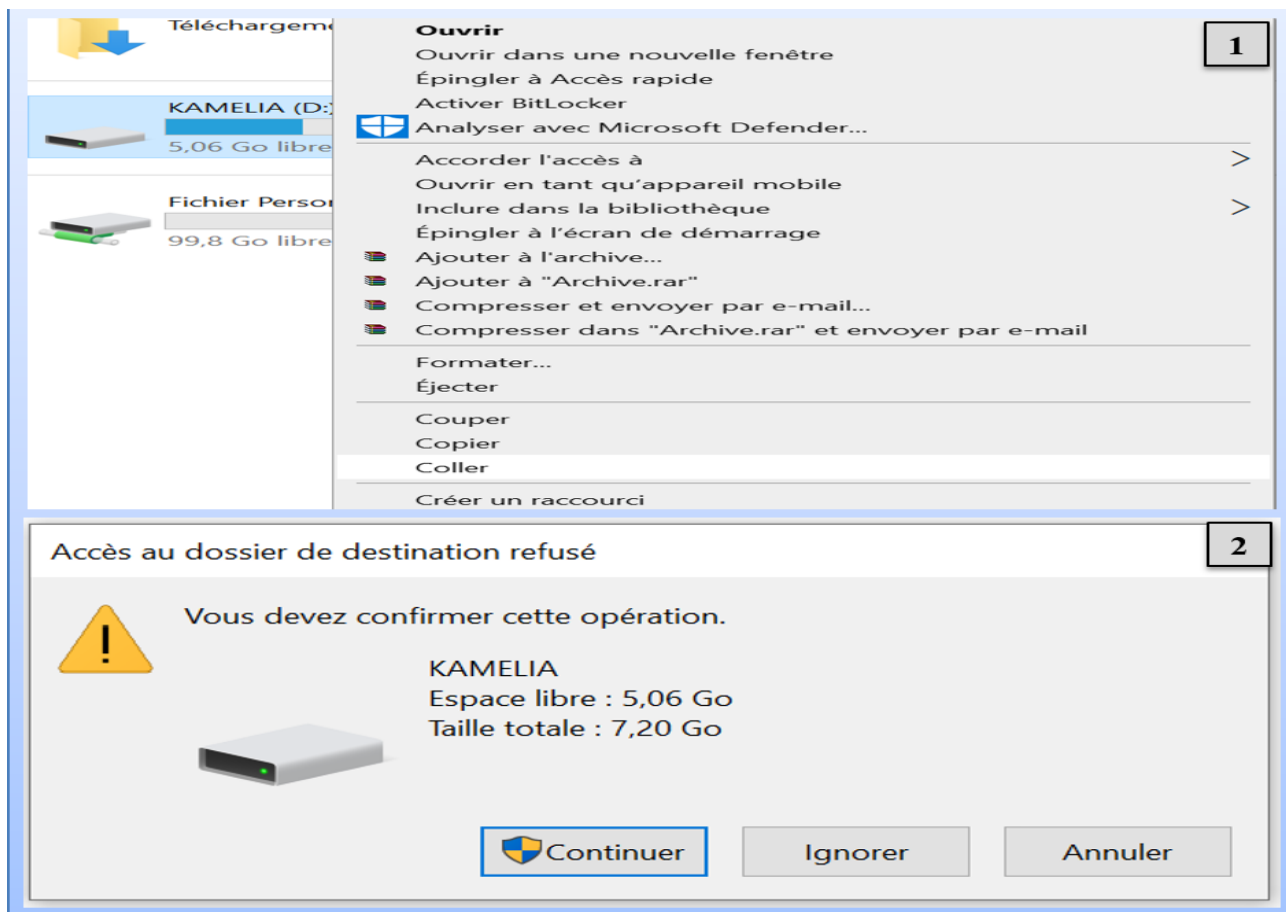 Téléchargeme
KAMELIA (D:)
5,06 Go libre
Fichier Person
99,8 Go libre
1
Ouvrir
Ouvrir dans une nouvelle fenêtre
Épingler à Accès rapide
Activer BitLocker
Analyser avec Microsoft Defender...
Accorder l'accès à >
Ouvrir en tant qu'appareil mobile
Inclure dans la bibliothèque >
Épingler à l'écran de démarrage
Ajouter à l'archive...
Ajouter à "Archive.rar"
Compresser et envoyer par e-mail...
Compresser dans "Archive.rar" et envoyer par e-mail
Formater...
Éjecter
Couper
Copier
Coller
Créer un raccourci
2
Accès au dossier de destination refusé
Vous devez confirmer cette opération.
KAMELIA
Espace libre : 5,06 Go
Taille totale : 7,20 Go
Continuer Ignorer Annuler